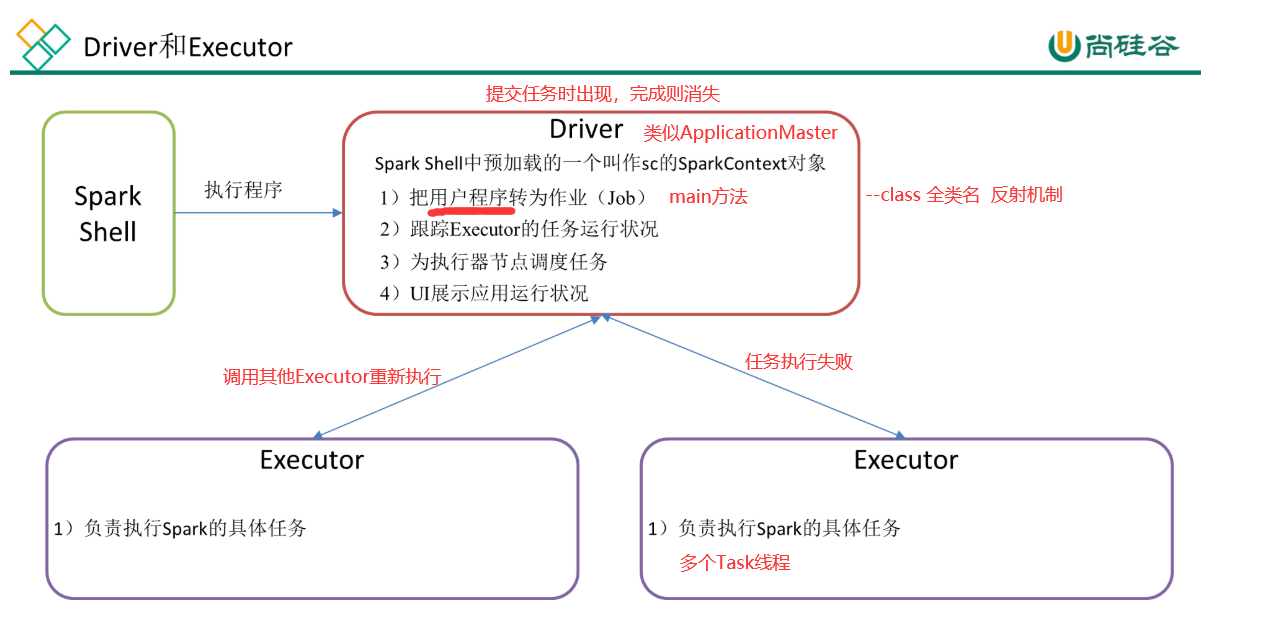 Driver和Executor
尚硅谷
提交任务时出现，完成则消失
Driver 类似ApplicationMaster
Spark Shell中预加载的一个叫作sc的SparkContext对象
1）把用户程序转为作业（Job） main方法
--class 全类名 反射机制
2）跟踪Executor的任务运行状况
3）为执行器节点调度任务
4）UI展示应用运行状况
Spark
Shell
执行程序
调用其他Executor重新执行
任务执行失败
Executor
1）负责执行Spark的具体任务
Executor
1）负责执行Spark的具体任务
多个Task线程